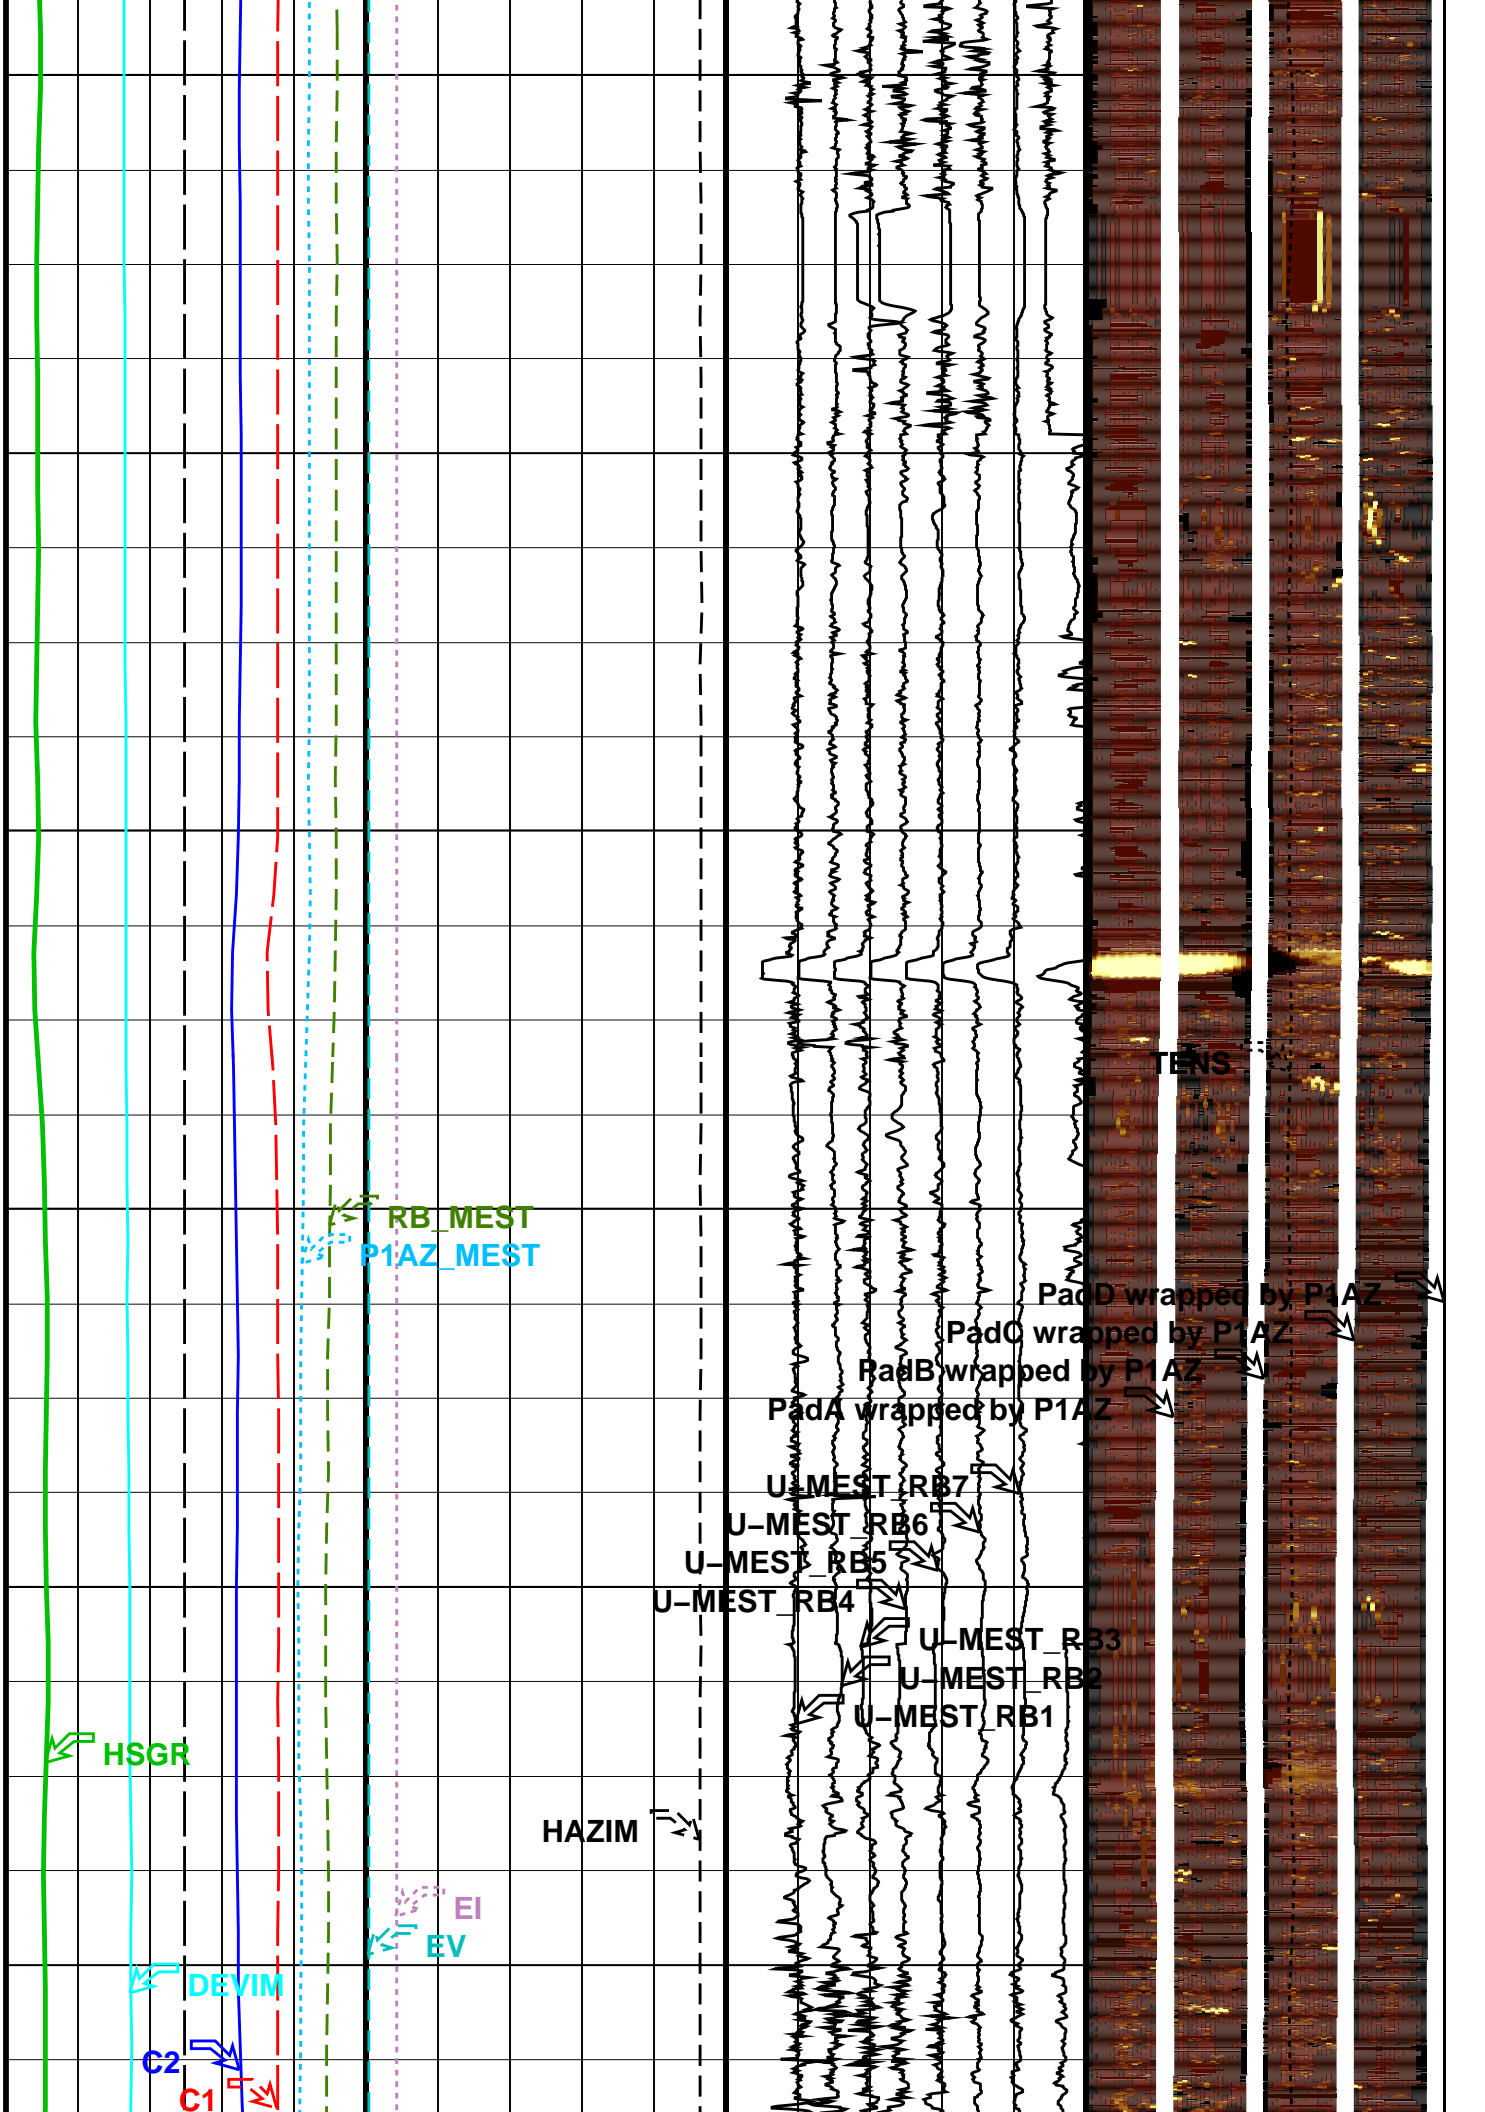 TENS
RB_MEST
P1AZ_MEST
PadD wrapped by P1AZ
PadC wrapped by P1AZ
PadB wrapped by P1AZ
PadA wrapped by P1AZ
U-MEST_RB7
U-MEST_RB6
U-MEST_RB5
U-MEST_RB4
U-MEST_RB3
U-MEST_RB2
U-MEST_RB1
HSGR
HAZIM
EI
EV
DEVIM
C2
C1